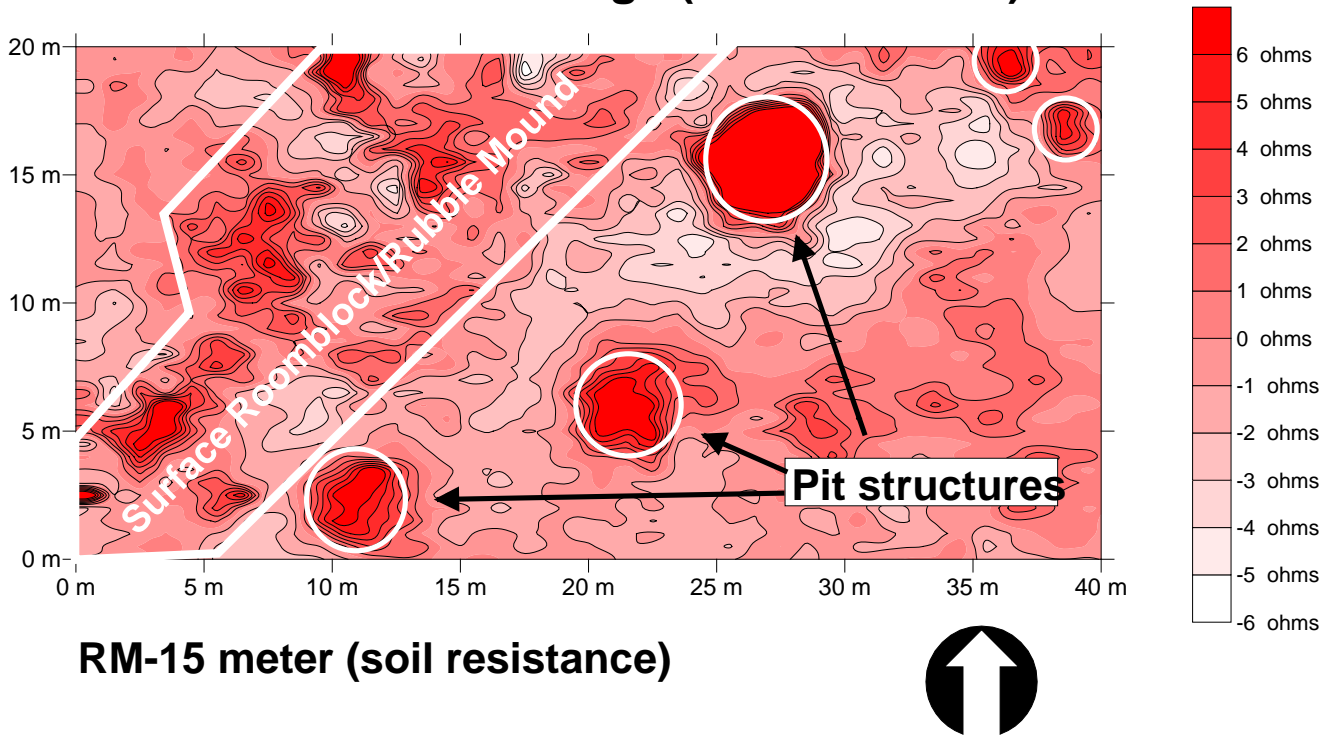 20 m
15 m
10 m
5 m
0 m
0 m
5 m
10 m
15 m
20 m
25 m
30 m
35 m
40 m
Surface Roomblock/Rubble Mound
Pit structures
6 ohms
5 ohms
4 ohms
3 ohms
2 ohms
1 ohms
0 ohms
-1 ohms
-2 ohms
-3 ohms
-4 ohms
-5 ohms
-6 ohms
RM-15 meter (soil resistance)